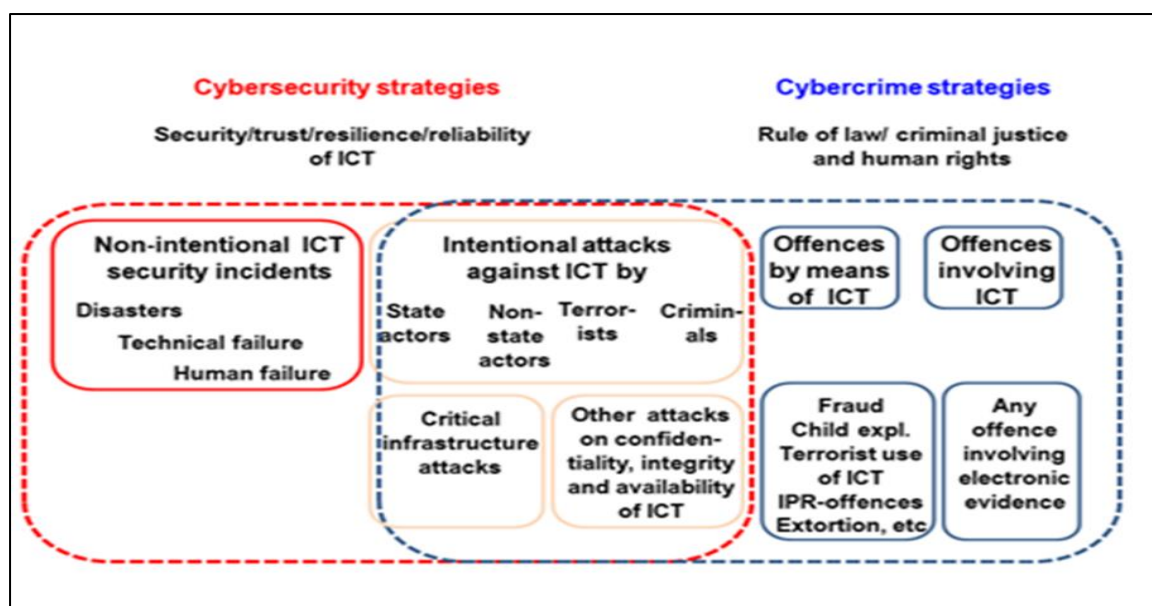 Cybersecurity strategies
Security/trust/resilience/reliability
of ICT
Cybercrime strategies
Rule of law/ criminal justice
and human rights
Non-intentional ICT
security incidents
Disasters
Technical failure
Human failure
Intentional attacks
against ICT by
State
actors
Non-
state
actors
Terror-
ists
Crimin-
als
Offences
by means
of ICT
Offences
involving
ICT
Critical
infrastructure
attacks
Other attacks
on confiden-
tiality, integrity
and availability
of ICT
Fraud
Child expl.
Terrorist use
of ICT
IPR-offences
Extortion, etc
Any
offence
involving
electronic
evidence